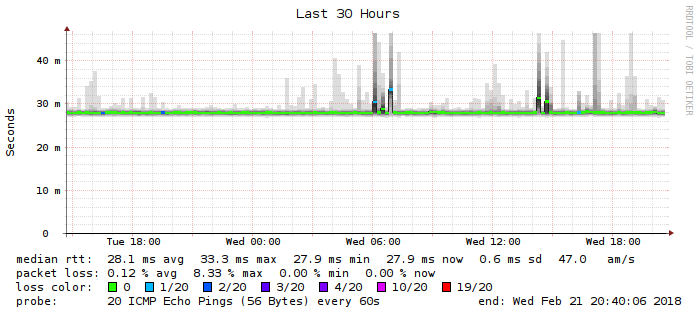 Last 30 Hours
RRDTOOL / TOBI OETIKER
Seconds
40 m
30 m
20 m
10 m
0
Tue 18:00 Wed 00:00 Wed 06:00 Wed 12:00 Wed 18:00
median rtt: 28.1 ms avg 33.3 ms max 27.9 ms min 27.9 ms now 0.6 ms sd 47.0 am/s
packet loss: 0.12 % avg 8.33 % max 0.00 % min 0.00 % now
loss color: 0 1/20 2/20 3/20 4/20 10/20 19/20
probe: 20 ICMP Echo Pings (56 Bytes) every 60s end: Wed Feb 21 20:40:06 2018